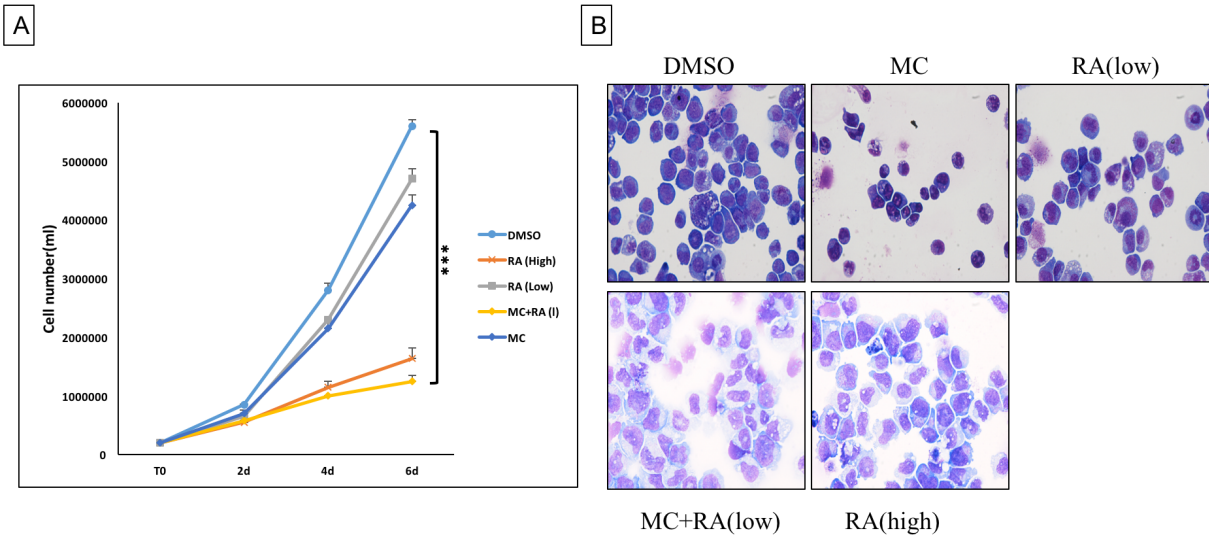 A
B
DMSO
MC
RA(low)
6000000
5000000
4000000
3000000
2000000
1000000
0
Cell number(ml)
T0
2d
4d
6d
DMSO
RA (High)
RA (Low)
MC+RA (l)
MC
***
MC+RA(low)
RA(high)